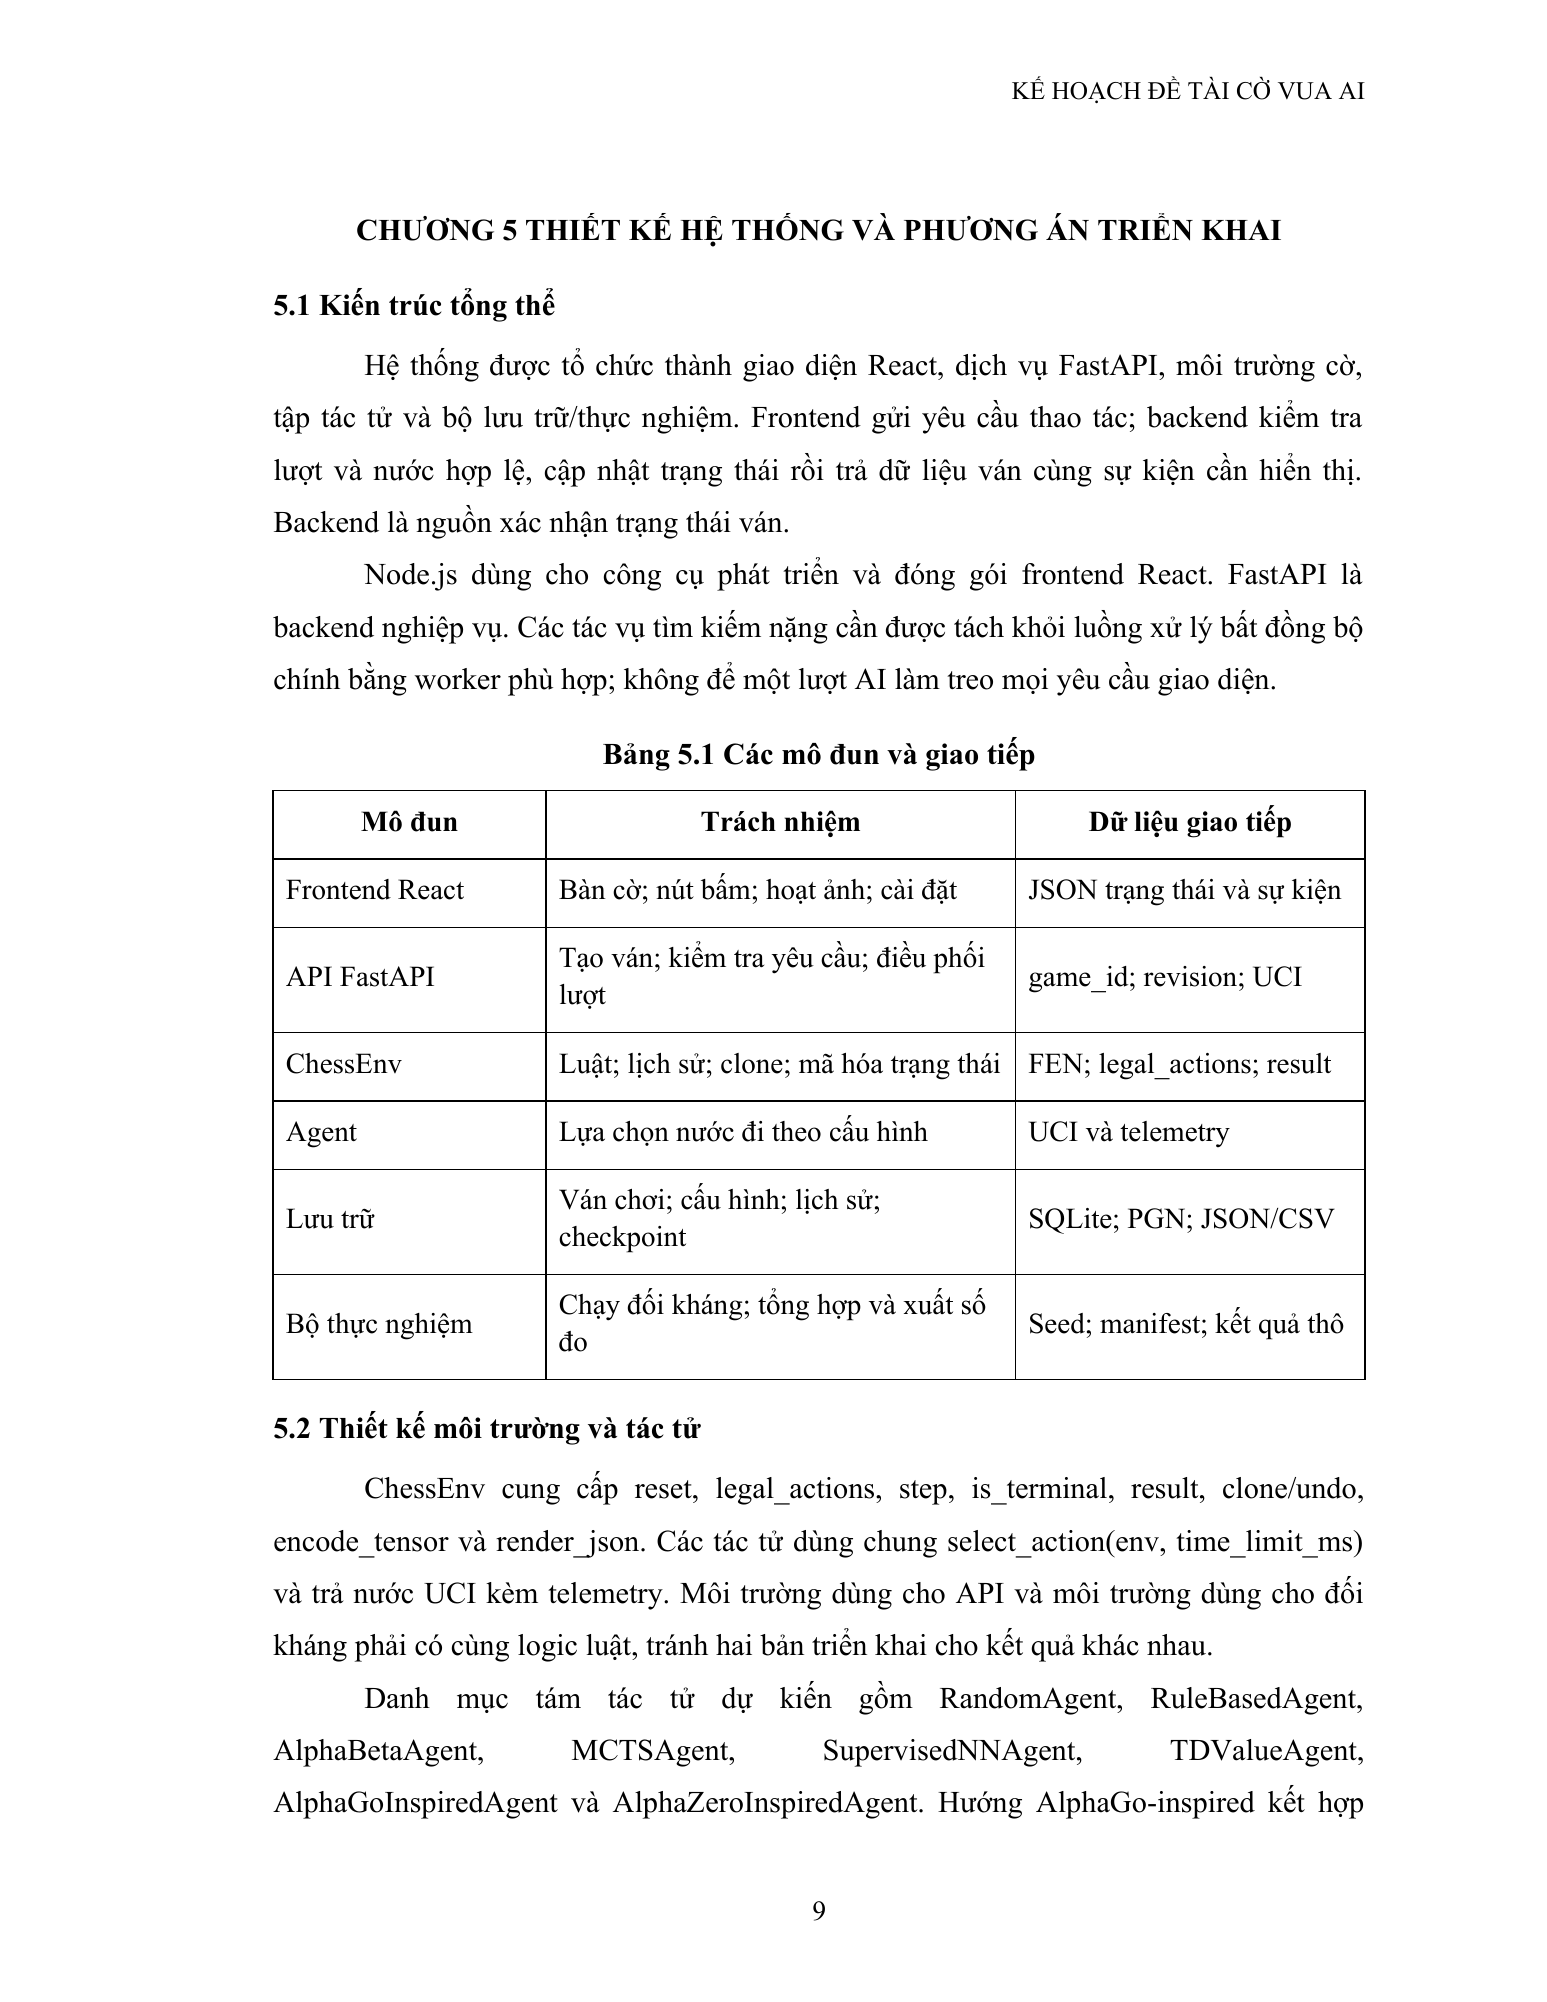 KẾ HOẠCH ĐỀ TÀI CỜ VUA AI
CHƯƠNG 5 THIẾT KẾ HỆ THỐNG VÀ PHƯƠNG ÁN TRIỂN KHAI
5.1 Kiến trúc tổng thể
Hệ thống được tổ chức thành giao diện React, dịch vụ FastAPI, môi trường cờ,
tập tác tử và bộ lưu trữ/thực nghiệm. Frontend gửi yêu cầu thao tác; backend kiểm tra
lượt và nước hợp lệ, cập nhật trạng thái rồi trả dữ liệu ván cùng sự kiện cần hiển thị.
Backend là nguồn xác nhận trạng thái ván.
Node.js dùng cho công cụ phát triển và đóng gói frontend React. FastAPI là
backend nghiệp vụ. Các tác vụ tìm kiếm nặng cần được tách khỏi luồng xử lý bất đồng bộ
chính bằng worker phù hợp; không để một lượt AI làm treo mọi yêu cầu giao diện.
Bảng 5.1 Các mô đun và giao tiếp
Mô đun
Trách nhiệm
Dữ liệu giao tiếp
Frontend React
Bàn cờ; nút bấm; hoạt ảnh; cài đặt
JSON trạng thái và sự kiện
API FastAPI
Tạo ván; kiểm tra yêu cầu; điều phối
lượt
game_id; revision; UCI
ChessEnv
Luật; lịch sử; clone; mã hóa trạng thái
FEN; legal_actions; result
Agent
Lựa chọn nước đi theo cấu hình
UCI và telemetry
Lưu trữ
Ván chơi; cấu hình; lịch sử;
checkpoint
SQLite; PGN; JSON/CSV
Bộ thực nghiệm
Chạy đối kháng; tổng hợp và xuất số
đo
Seed; manifest; kết quả thô
5.2 Thiết kế môi trường và tác tử
ChessEnv cung cấp reset, legal_actions, step, is_terminal, result, clone/undo,
encode_tensor và render_json. Các tác tử dùng chung select_action(env, time_limit_ms)
và trả nước UCI kèm telemetry. Môi trường dùng cho API và môi trường dùng cho đối
kháng phải có cùng logic luật, tránh hai bản triển khai cho kết quả khác nhau.
Danh mục tám tác tử dự kiến gồm RandomAgent, RuleBasedAgent,
AlphaBetaAgent, MCTSAgent, SupervisedNNAgent, TDValueAgent,
AlphaGoInspiredAgent và AlphaZeroInspiredAgent. Hướng AlphaGo-inspired kết hợp
9